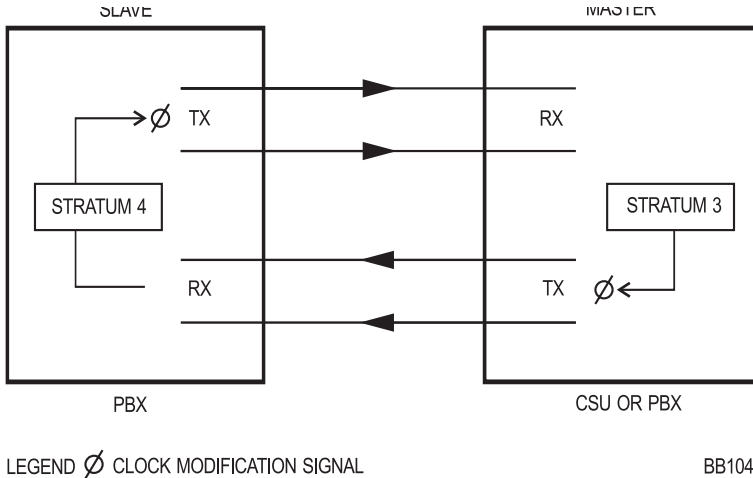 SLAVE
MASTER
TX
RX
STRATUM 4
STRATUM 3
RX
TX
PBX
CSU OR PBX
LEGEND Ø CLOCK MODIFICATION SIGNAL
BB104